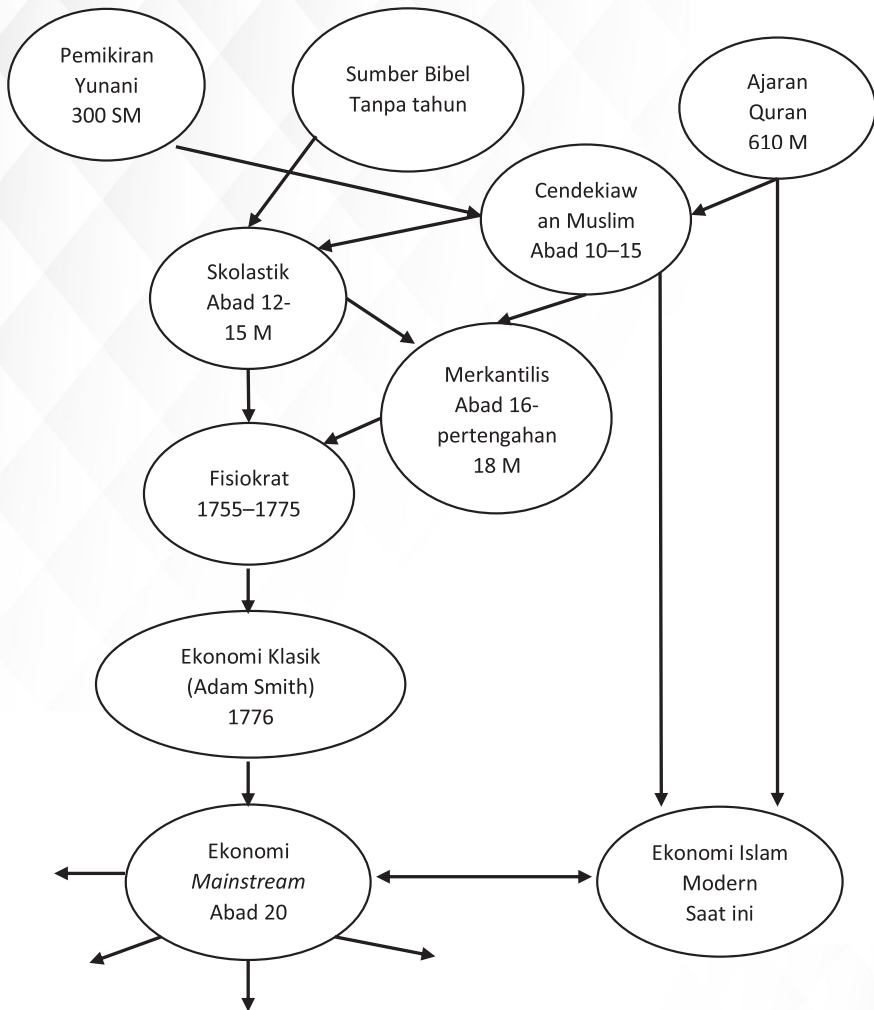 Pemikiran
Yunani
300 SM
Sumber Bibel
Tanpa tahun
Ajaran
Quran
610 M
Cendekiaw
an Muslim
Abad 10–15
Skolastik
Abad 12-
15 M
Merkantilis
Abad 16-
pertengahan
18 M
Fisiokrat
1755–1775
Ekonomi Klasik
(Adam Smith)
1776
Ekonomi
Mainstream
Abad 20
Ekonomi Islam
Modern
Saat ini